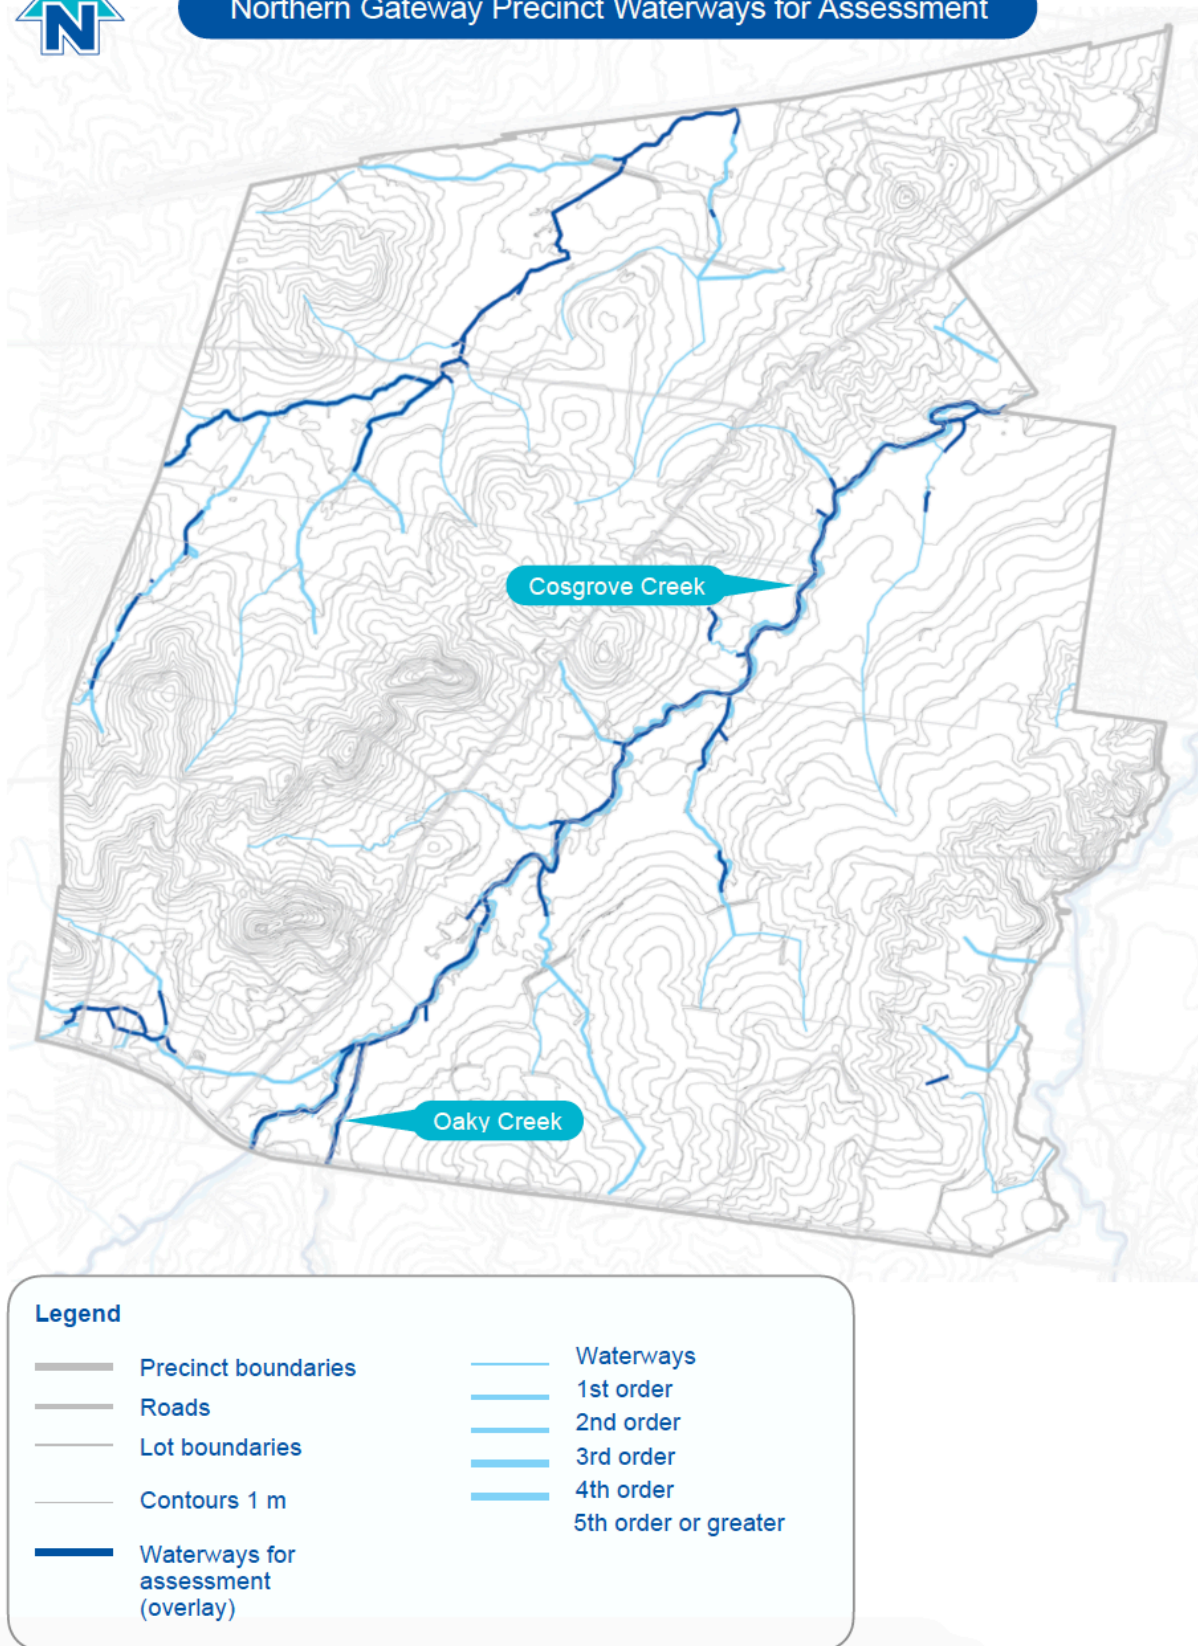 N
Northern Gateway Precinct Waterways for Assessment
Cosgrove Creek
Oaky Creek
Legend
Precinct boundaries
Roads
Lot boundaries
Contours 1 m
Waterways for
assessment
(overlay)
Waterways
1st order
2nd order
3rd order
4th order
5th order or greater